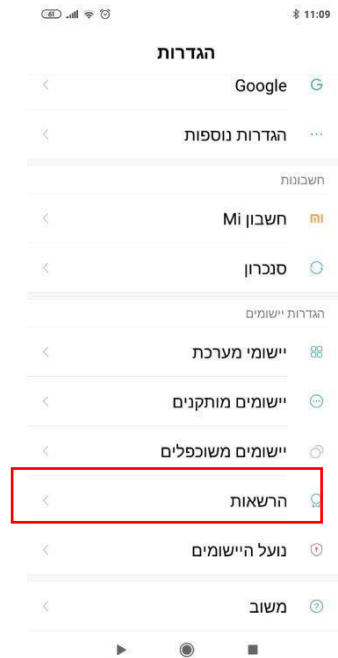 61 11:09
הגדרות
Google
הגדרות נוספות
חשבונות
חשבון Mi
סנכרון
הגדרות יישומים
יישומי מערכת
יישומים מותקנים
יישומים משוכפלים
הרשאות
נועל היישומים
משוב